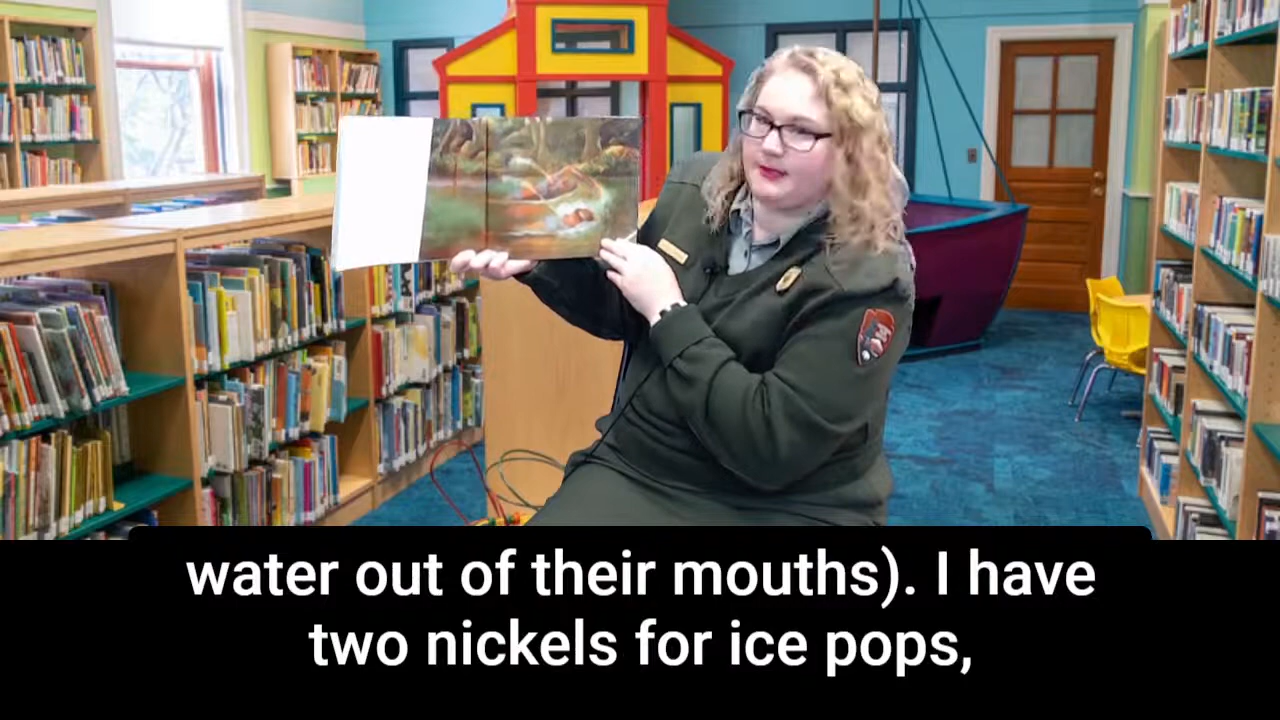 water out of their mouths). I have
two nickels for ice pops,